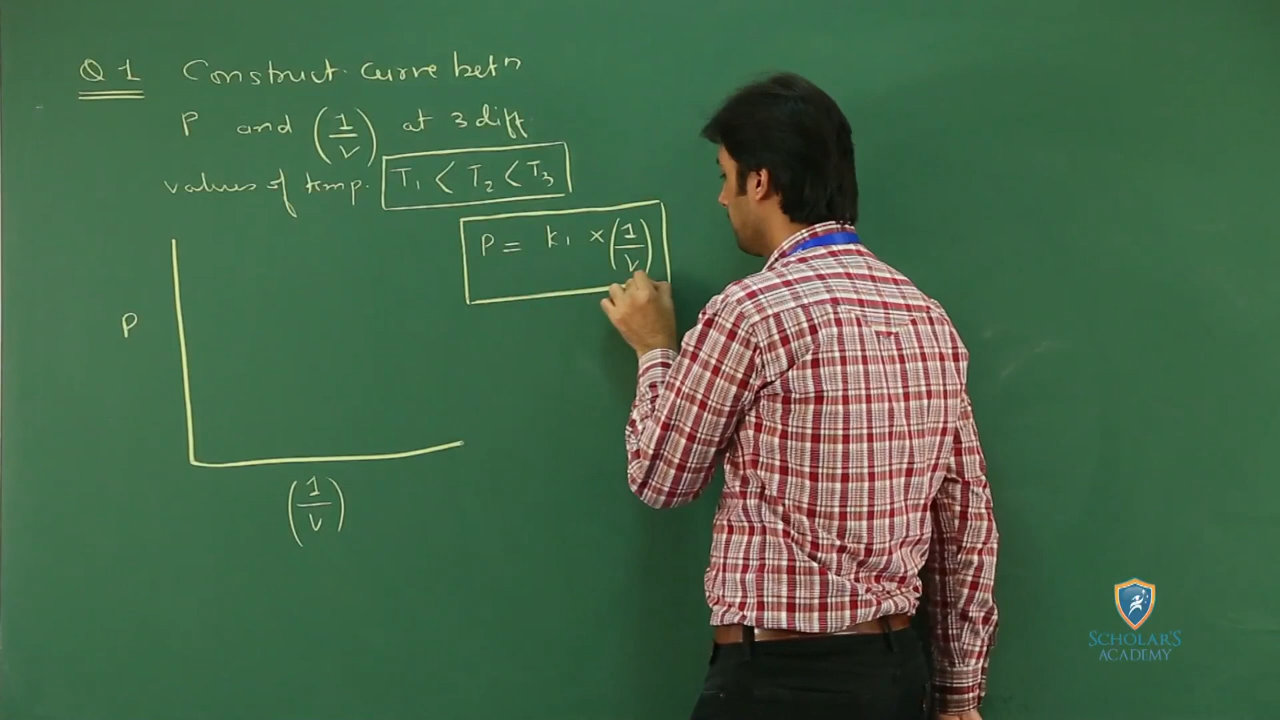 Q 1 Construct curve betn
P and (1/V) at 3 diff
values of temp. T1 < T2 < T3
P = K1 × (1/V)
P
(1/V)
SCHOLAR'S
ACADEMY